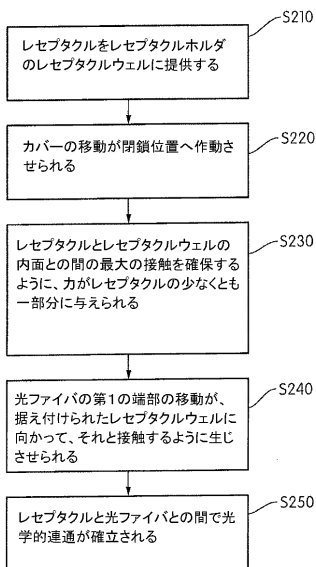 S210
レセプタクルをレセプタクルホルダ
のレセプタクルウェルに提供する
S220
カバーの移動が閉鎖位置へ作動さ
せられる
S230
レセプタクルとレセプタクルウェルの
内面との間の最大の接触を確保する
ように、力がレセプタクルの少なくとも
一部分に与えられる
S240
光ファイバの第1の端部の移動が、
据え付けられたレセプタクルウェルに
向かって、それと接触するように生じ
させられる
S250
レセプタクルと光ファイバとの間で光
学的連通が確立される